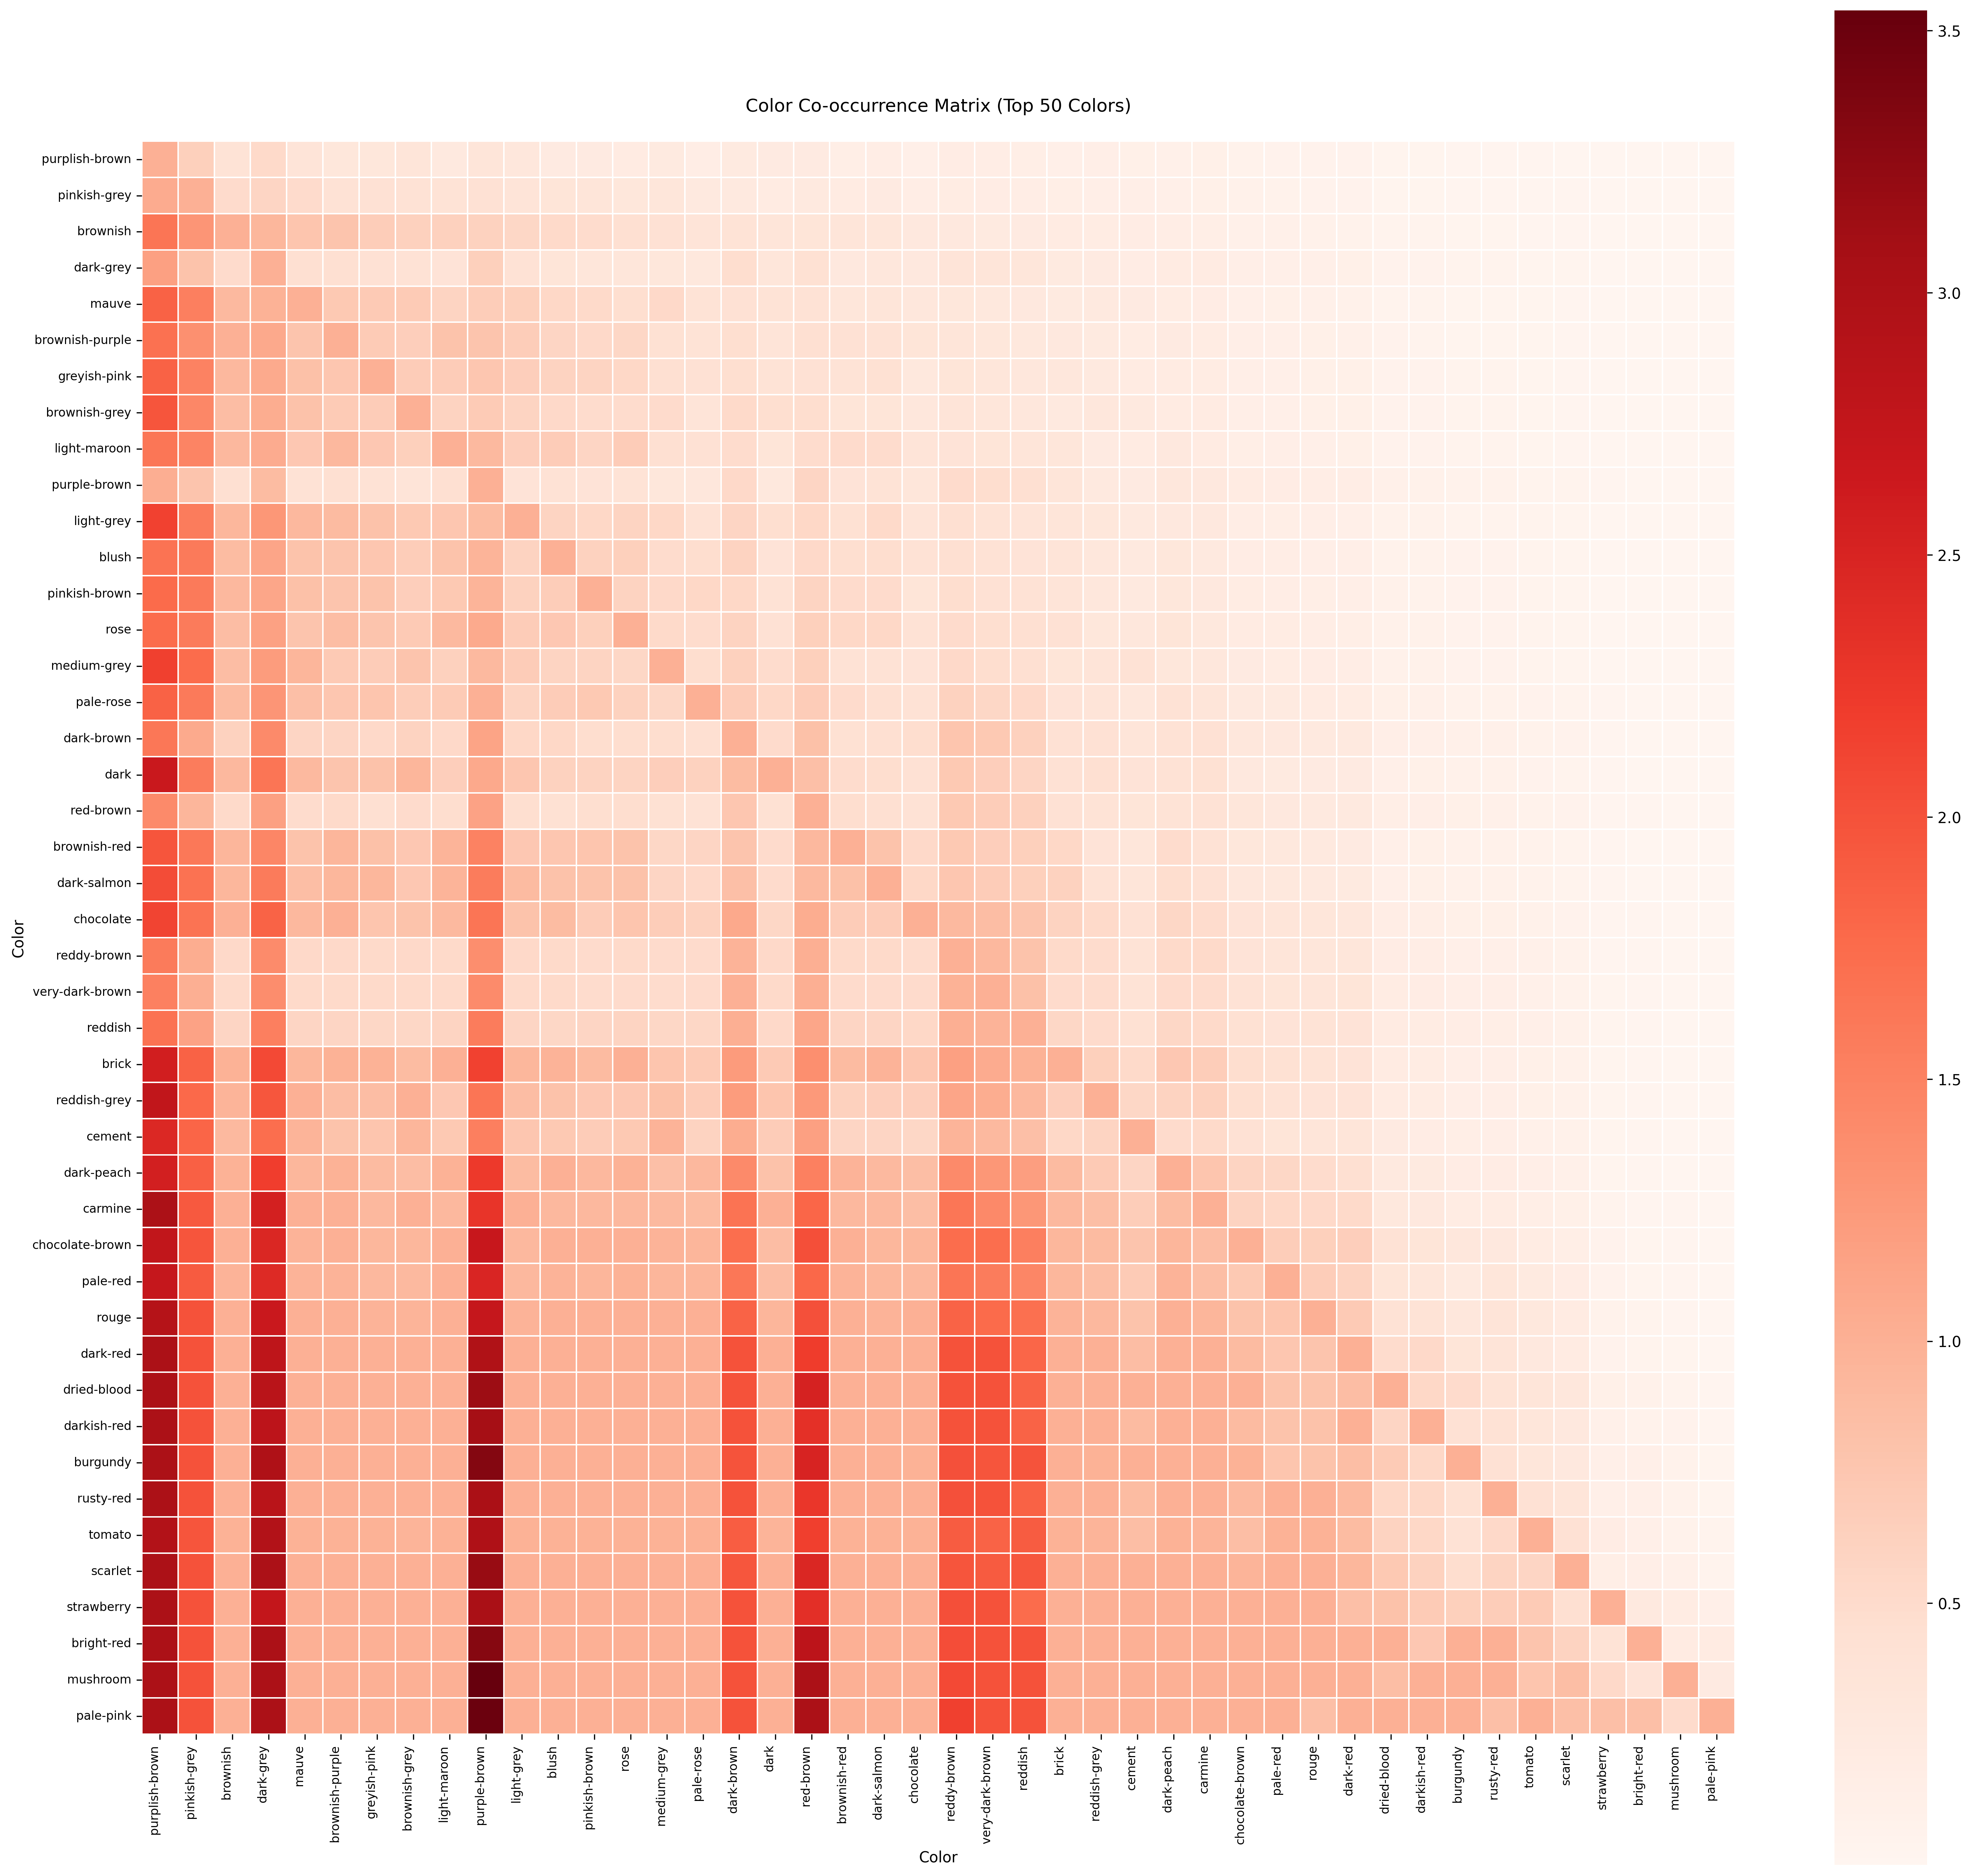 Color Co-occurrence Matrix (Top 50 Colors)
Color
purplish-brown
pinkish-grey
brownish
dark-grey
mauve
brownish-purple
greyish-pink
brownish-grey
light-maroon
purple-brown
light-grey
blush
pinkish-brown
rose
medium-grey
pale-rose
dark-brown
dark
red-brown
brownish-red
dark-salmon
chocolate
reddy-brown
very-dark-brown
reddish
brick
reddish-grey
cement
dark-peach
carmine
chocolate-brown
pale-red
rouge
dark-red
dried-blood
darkish-red
burgundy
rusty-red
tomato
scarlet
strawberry
bright-red
mushroom
pale-pink
purplish-brown
pinkish-grey
brownish
dark-grey
mauve
brownish-purple
greyish-pink
brownish-grey
light-maroon
purple-brown
light-grey
blush
pinkish-brown
rose
medium-grey
pale-rose
dark-brown
dark
red-brown
brownish-red
dark-salmon
chocolate
reddy-brown
very-dark-brown
reddish
brick
reddish-grey
cement
dark-peach
carmine
chocolate-brown
pale-red
rouge
dark-red
dried-blood
darkish-red
burgundy
rusty-red
tomato
scarlet
strawberry
bright-red
mushroom
pale-pink
Color
3.5
3.0
2.5
2.0
1.5
1.0
0.5